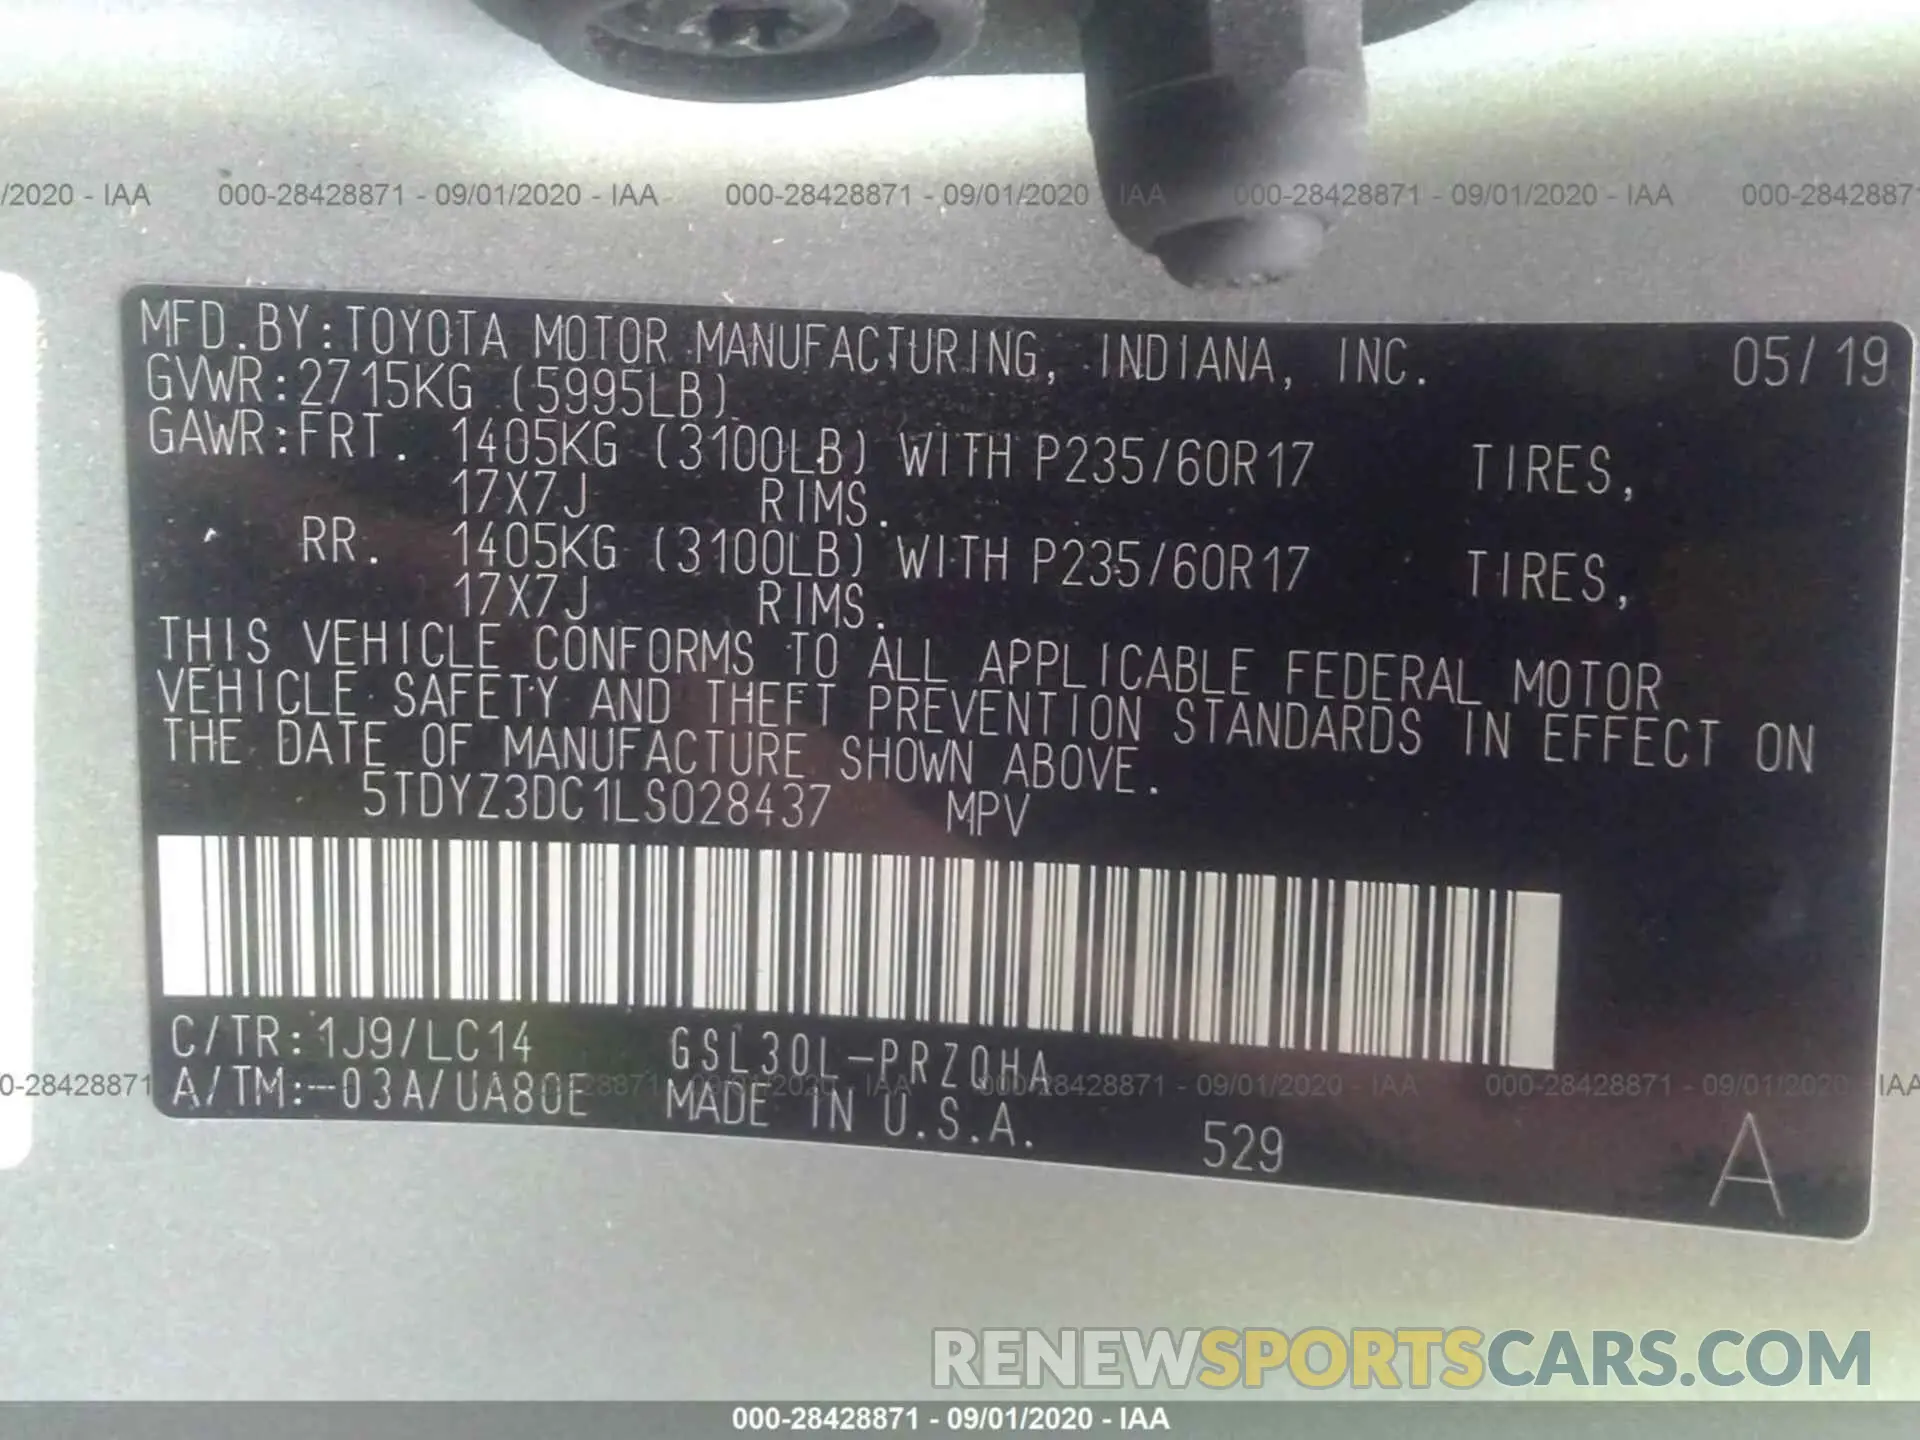 /2020 - IAA 000-28428871 - 09/01/2020 - IAA 000-28428871 - 09/01/2020 - IAA 000-28428871 - 09/01/2020 - IAA 000-2842887
MFD.BY:TOYOTA MOTOR MANUFACTURING, INDIANA, INC. 05/19
GVWR:2715KG (5995LB)
GAWR:FRT. 1405KG (3100LB) WITH P235/60R17 TIRES,
17X7J RIMS.
RR. 1405KG (3100LB) WITH P235/60R17 TIRES,
17X7J RIMS.
THIS VEHICLE CONFORMS TO ALL APPLICABLE FEDERAL MOTOR
VEHICLE SAFETY AND THEFT PREVENTION STANDARDS IN EFFECT ON
THE DATE OF MANUFACTURE SHOWN ABOVE.
5TDYZ3DC1LS028437 MPV
C/TR:1J9/LC14 GSL30L-PRZQHA
0-28428871 - 09/01/2020 - IAA 000-28428871 - 09/01/2020 - IAA 000-28428871 - 09/01/2020 - IAA
A/TM:-03A/UA80E MADE IN U.S.A.
529 A
RENEWSPORTSCARS.COM
000-28428871 - 09/01/2020 - IAA